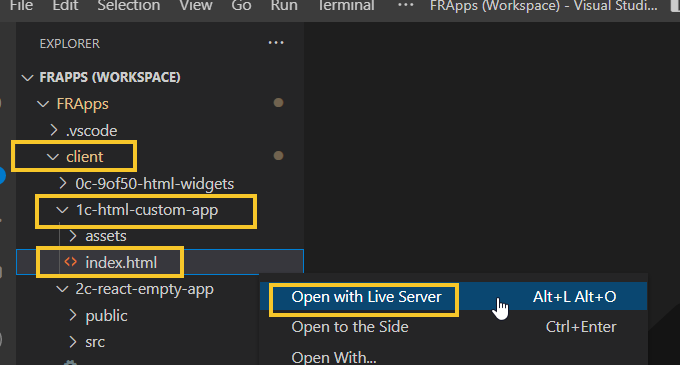 File Edit Selection View Go Run Terminal ··· FRApps (Workspace) - Visual Studi...
EXPLORER ···
FRAPPS (WORKSPACE)
FRApps
.vscode
client
0c-9of50-html-widgets
1c-html-custom-app
assets
<> index.html
2c-react-empty-app
Open with Live Server Alt+L Alt+O
public
Open to the Side Ctrl+Enter
src
Open With...